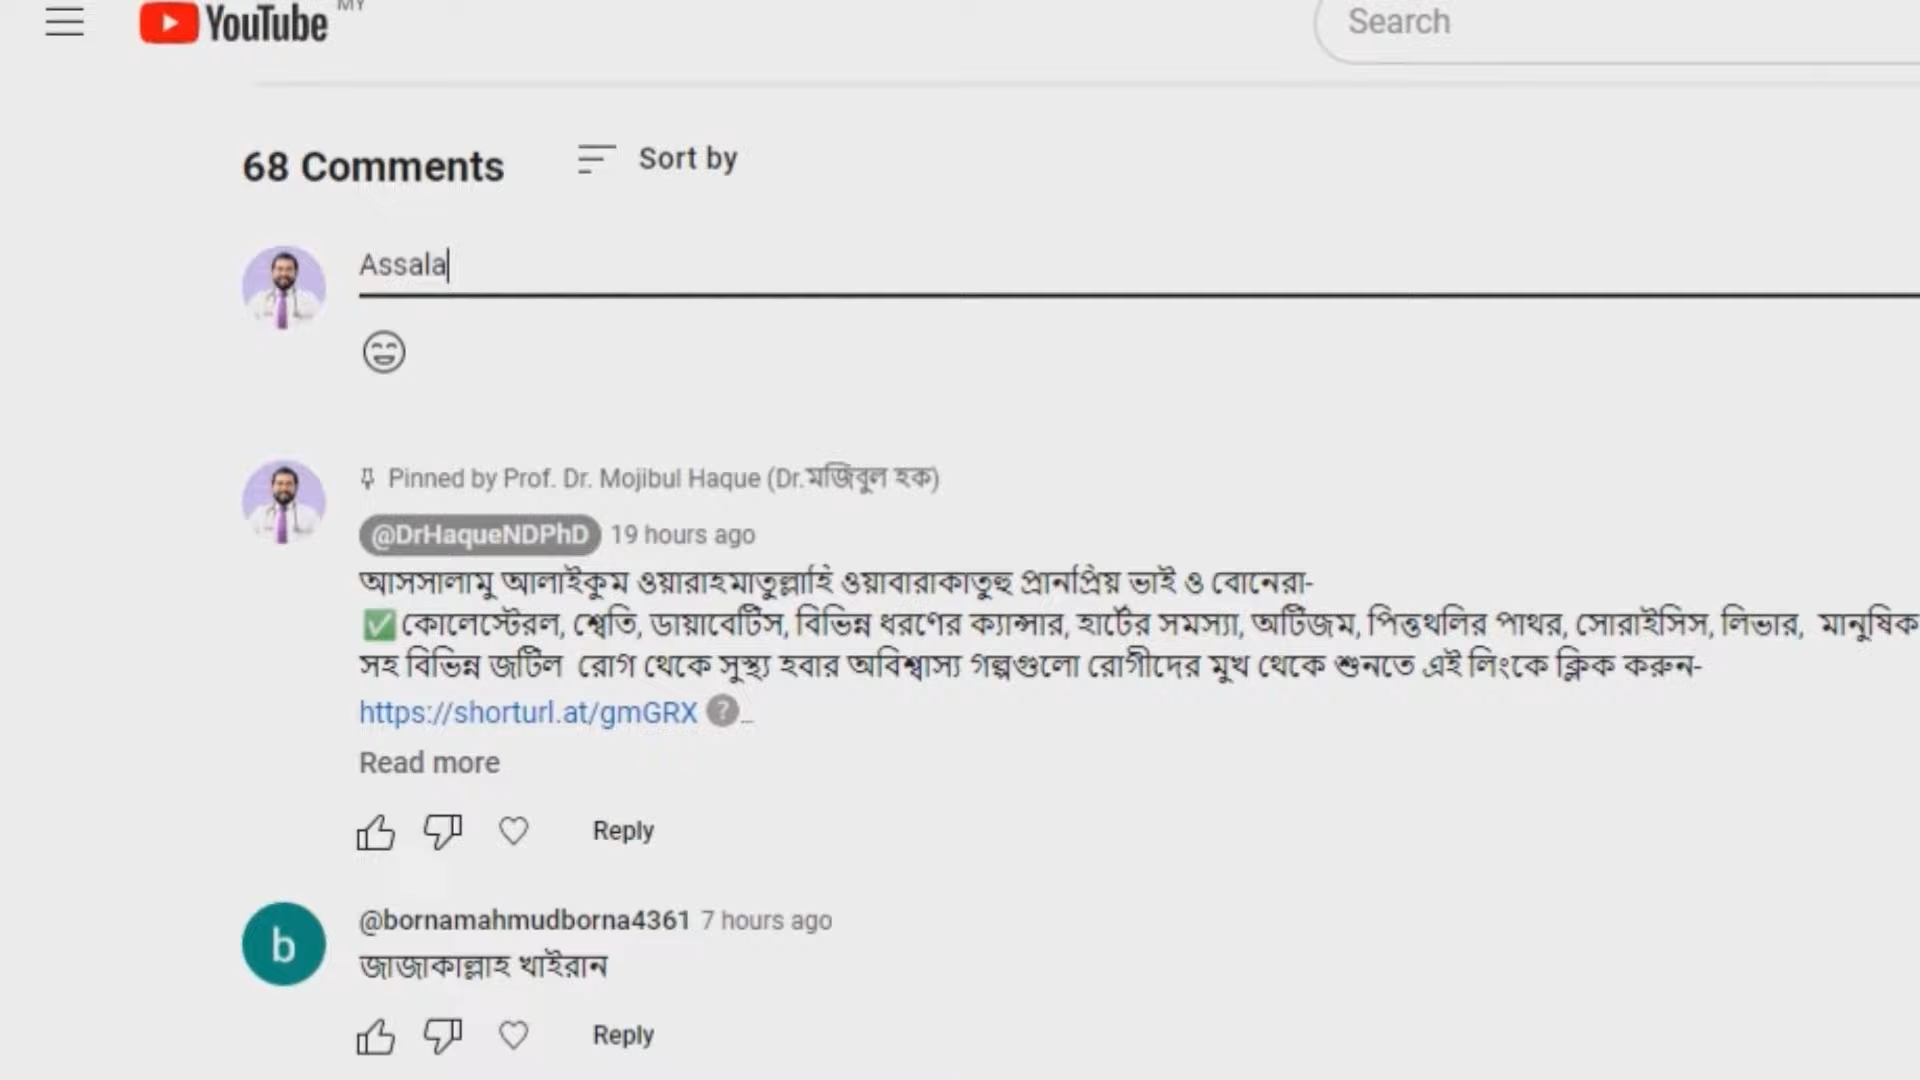 YouTube MY
Search
68 Comments
Sort by
Assala
Pinned by Prof. Dr. Mojibul Haque (Dr.মজিবুল হক)
@DrHaqueNDPhD 19 hours ago
আসসালামু আলাইকুম ওয়ারাহমাতুল্লাহি ওয়াবারাকাতুহু প্রানপ্রিয় ভাই ও বোনেরা-
✅কোলেস্টেরল, শ্বেতি, ডায়াবেটিস, বিভিন্ন ধরণের ক্যান্সার, হার্টের সমস্যা, অটিজম, পিত্তথলির পাথর, সোরাইসিস, লিভার, মানুষিক
সহ বিভিন্ন জটিল রোগ থেকে সুস্থ্য হবার অবিশ্বাস্য গল্পগুলো রোগীদের মুখ থেকে শুনতে এই লিংকে ক্লিক করুন-
https://shorturl.at/gmGRX ?...
Read more
Reply
b
@bornamahmudborna4361 7 hours ago
জাজাকাল্লাহ খাইরান
Reply